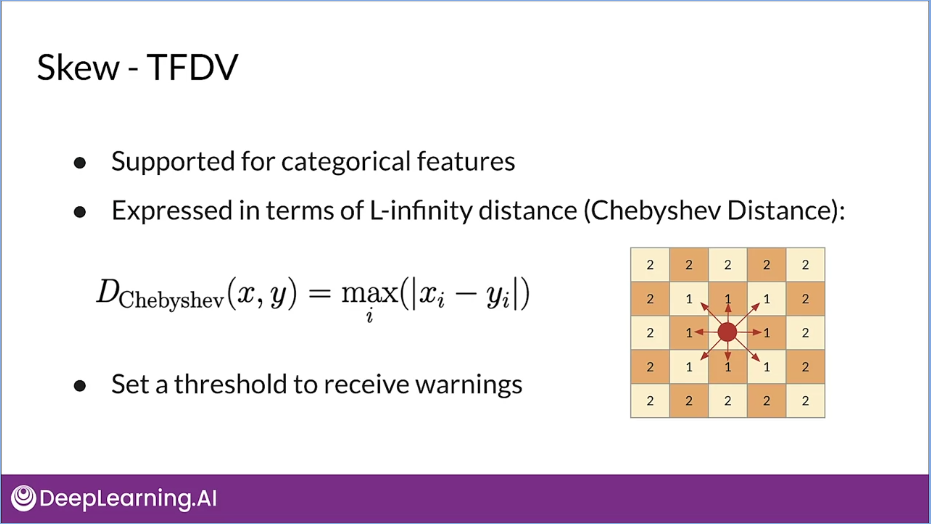 Skew - TFDV
● Supported for categorical features
● Expressed in terms of L-infinity distance (Chebyshev Distance):
D_Chebyshev(x, y) = max_i(|x_i − y_i|)
● Set a threshold to receive warnings
2 2 2 2 2
2 1 1 1 2
2 1 1 2
2 1 1 1 2
2 2 2 2 2
DeepLearning.AI